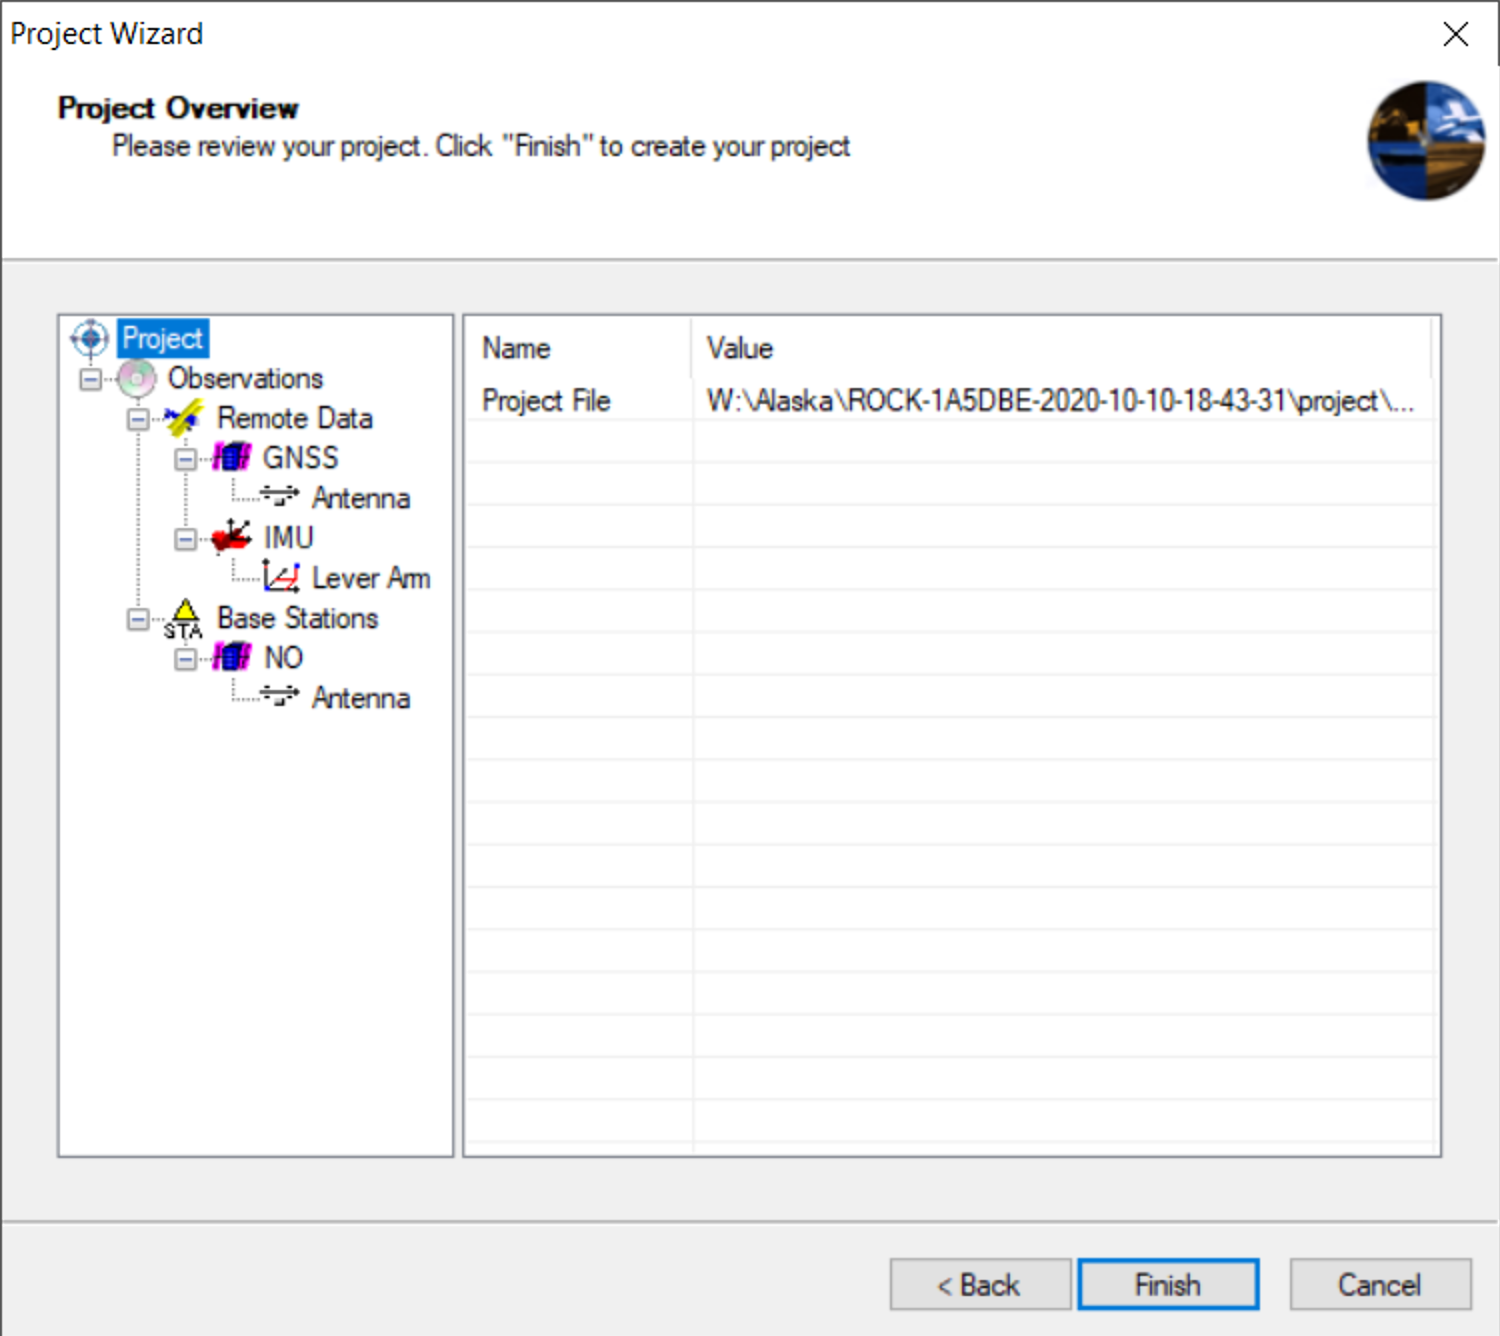 Project Wizard
Project Overview
Please review your project. Click "Finish" to create your project
Project
Observations
Remote Data
GNSS
Antenna
IMU
Lever Arm
STA Base Stations
NO
Antenna
Name Value
Project File W:\Alaska\ROCK-1A5DBE-2020-10-10-18-43-31\project\...
< Back Finish Cancel